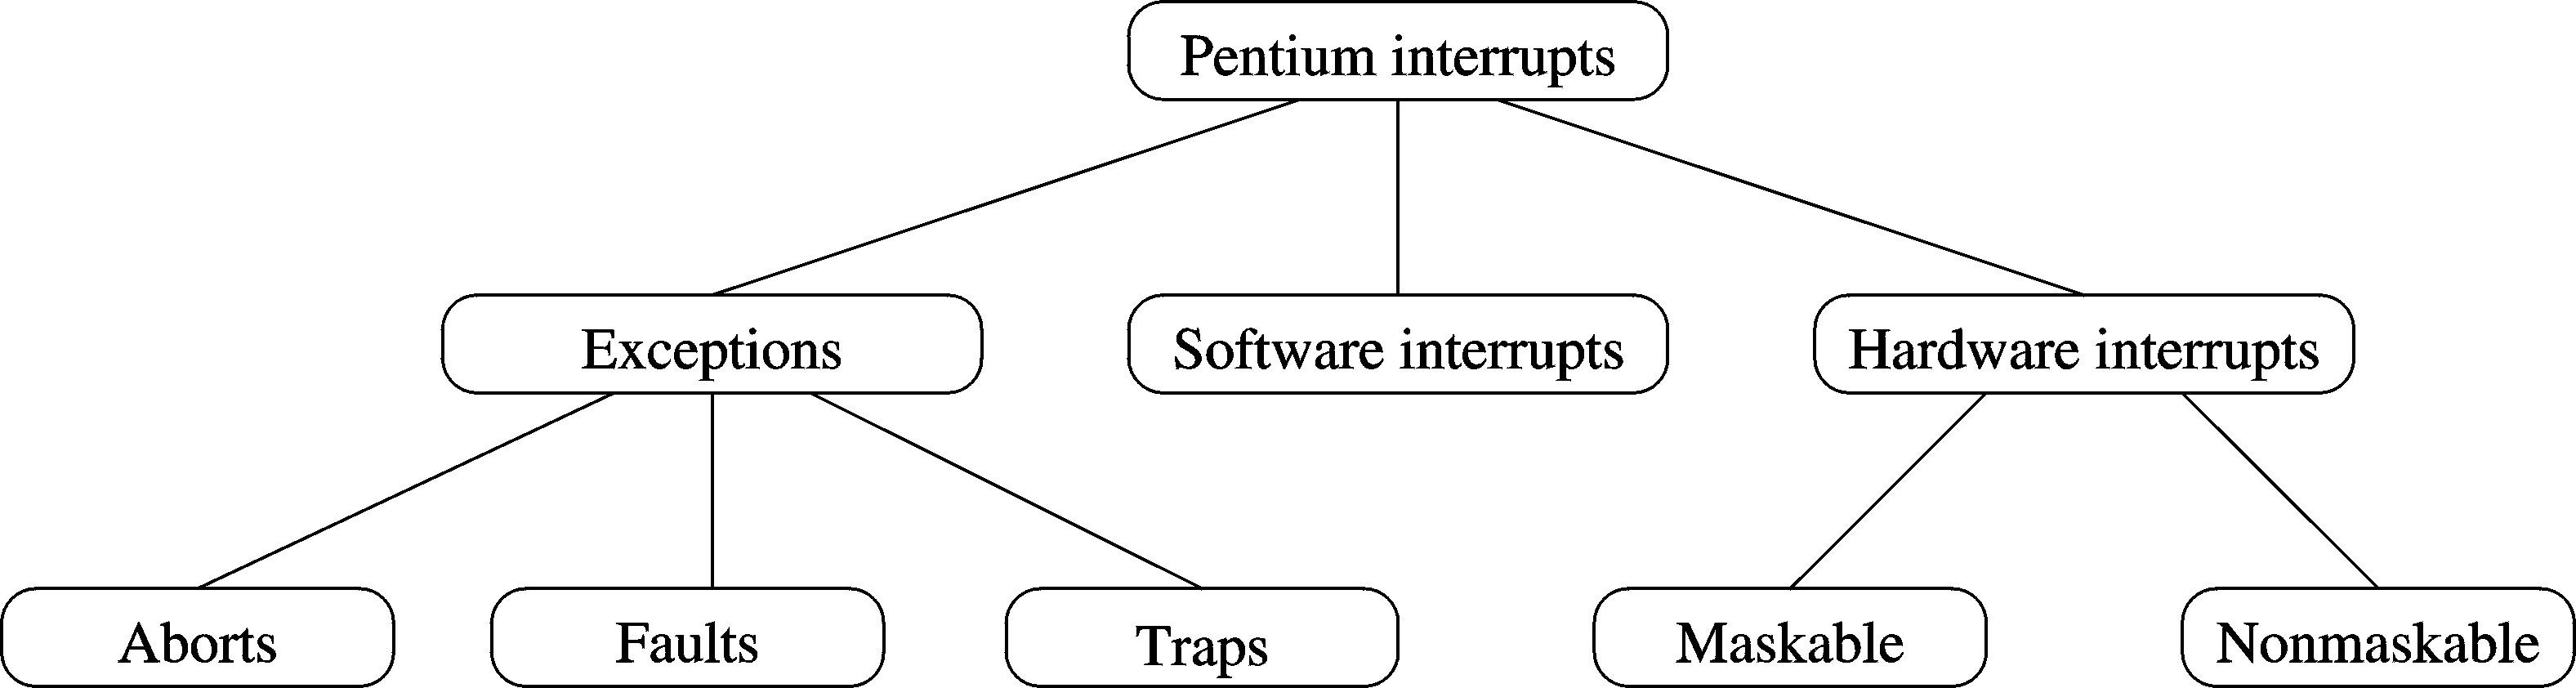 Pentium interrupts
Exceptions
Software interrupts
Hardware interrupts
Aborts
Faults
Traps
Maskable
Nonmaskable